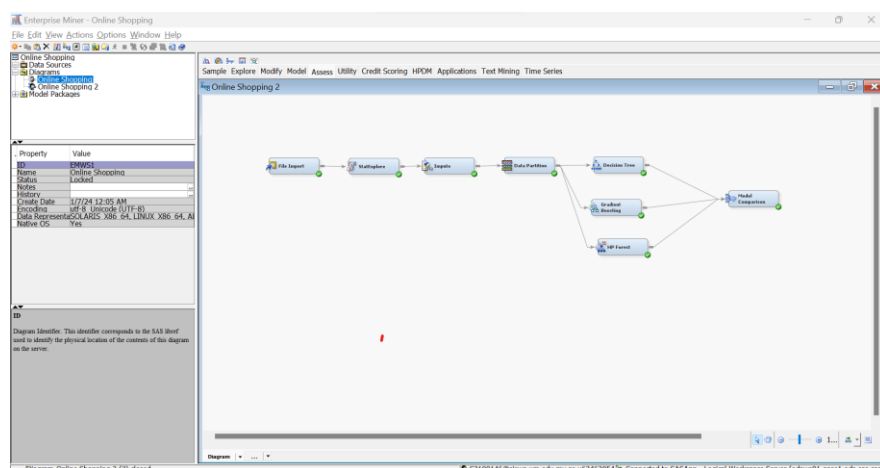 Enterprise Miner - Online Shopping
File Edit View Actions Options Window Help
Online Shopping
Data Sources
Diagrams
Online Shopping
Online Shopping 2
Model Packages
Sample Explore Modify Model Assess Utility Credit Scoring HPDM Applications Text Mining Time Series
Online Shopping 2
. Property Value
ID EMWS1
Name Online Shopping
Status Locked
Notes
History
Create Date 1/7/24 12:05 AM
Encoding utf-8 Unicode (UTF-8)
Data Representa SOLARIS_X86_64, LINUX_X86_64, AL
Native OS Yes
File Import
StatExplore
Impute
Data Partition
Decision Tree
Gradient Boosting
HP Forest
Model Comparison
ID
Diagram Identifier. This identifier corresponds to the SAS libref
used to identify the physical location of the contents of this diagram
on the server.
Diagram